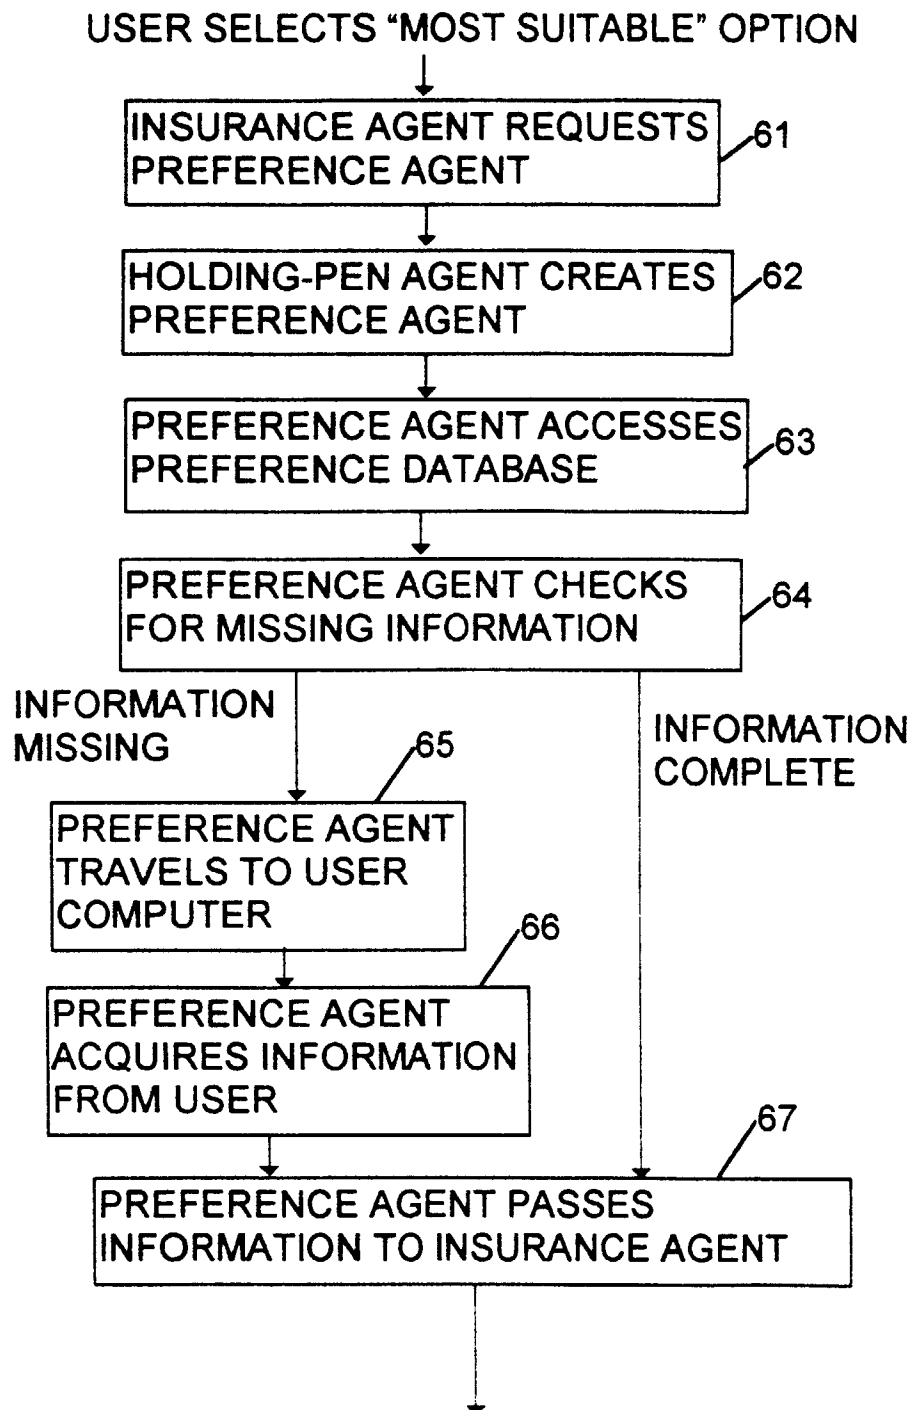 USER SELECTS “MOST SUITABLE” OPTION
INSURANCE AGENT REQUESTS
PREFERENCE AGENT
61
HOLDING-PEN AGENT CREATES
PREFERENCE AGENT
62
PREFERENCE AGENT ACCESSES
PREFERENCE DATABASE
63
PREFERENCE AGENT CHECKS
FOR MISSING INFORMATION
64
INFORMATION
MISSING
INFORMATION
COMPLETE
65
PREFERENCE AGENT
TRAVELS TO USER
COMPUTER
66
PREFERENCE AGENT
ACQUIRES INFORMATION
FROM USER
67
PREFERENCE AGENT PASSES
INFORMATION TO INSURANCE AGENT